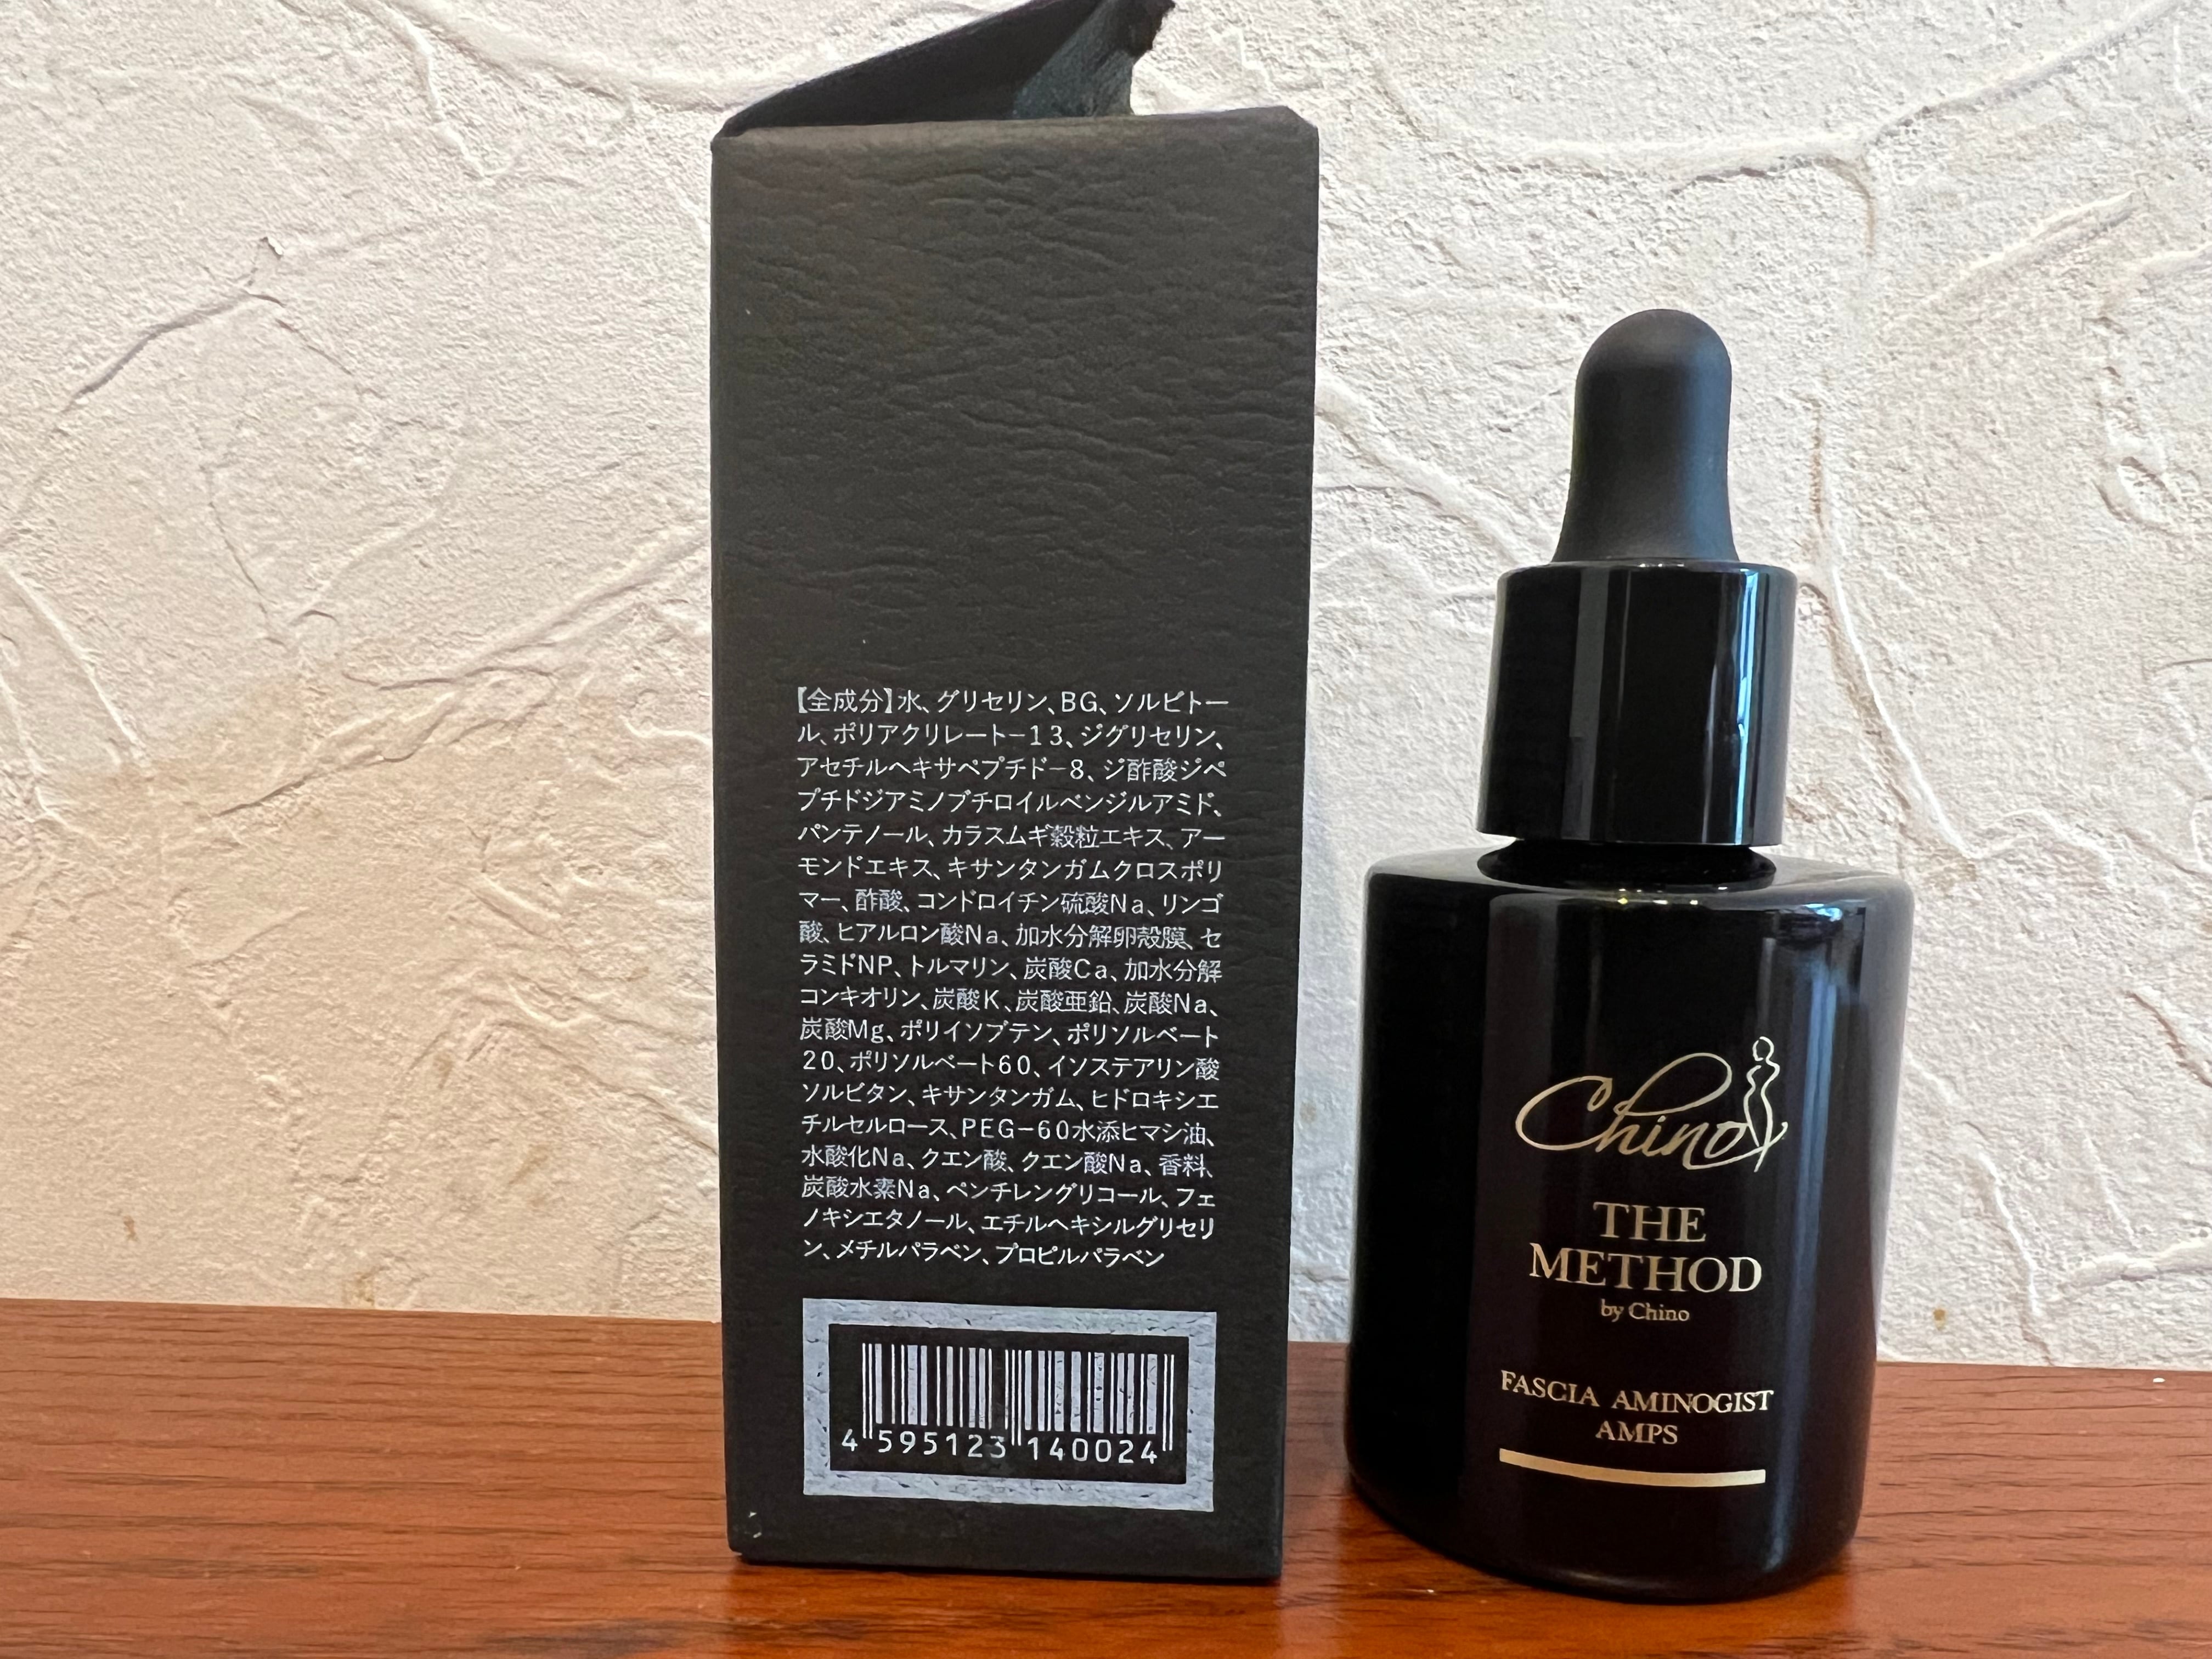 【全成分】水、グリセリン、BG、ソルビトー
ル、ポリアクリレート－13、ジグリセリン、
アセチルヘキサペプチド－8、ジ酢酸ジペ
プチドジアミノブチロイルベンジルアミド、
パンテノール、カラスムギ穀粒エキス、アー
モンドエキス、キサンタンガムクロスポリ
マー、酢酸、コンドロイチン硫酸Na、リンゴ
酸、ヒアルロン酸Na、加水分解卵殻膜、セ
ラミドNP、トルマリン、炭酸Ca、加水分解
コンキオリン、炭酸K、炭酸亜鉛、炭酸Na、
炭酸Mg、ポリイソブテン、ポリソルベート
20、ポリソルベート60、イソステアリン酸
ソルビタン、キサンタンガム、ヒドロキシエ
チルセルロース、PEG－60水添ヒマシ油、
水酸化Na、クエン酸、クエン酸Na、香料、
炭酸水素Na、ペンチレングリコール、フェ
ノキシエタノール、エチルヘキシルグリセリ
ン、メチルパラベン、プロピルパラベン
4 595123 140024
Chino
THE
METHOD
by Chino
FASCIA AMINOGIST
AMPS